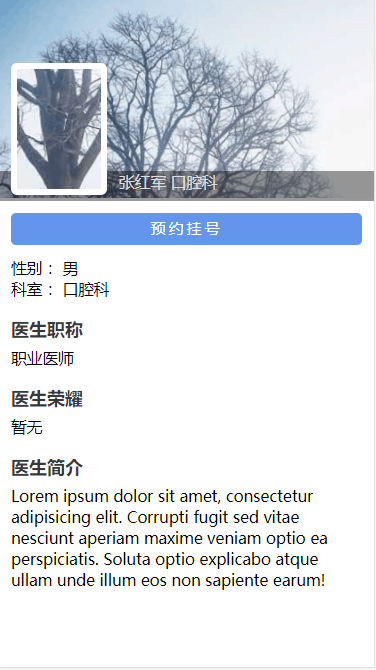 张红军 口腔科
预约挂号
性别： 男
科室： 口腔科
医生职称
职业医师
医生荣耀
暂无
医生简介
Lorem ipsum dolor sit amet, consectetur
adipisicing elit. Corrupti fugit sed vitae
nesciunt aperiam maxime veniam optio ea
perspiciatis. Soluta optio explicabo atque
ullam unde illum eos non sapiente earum!